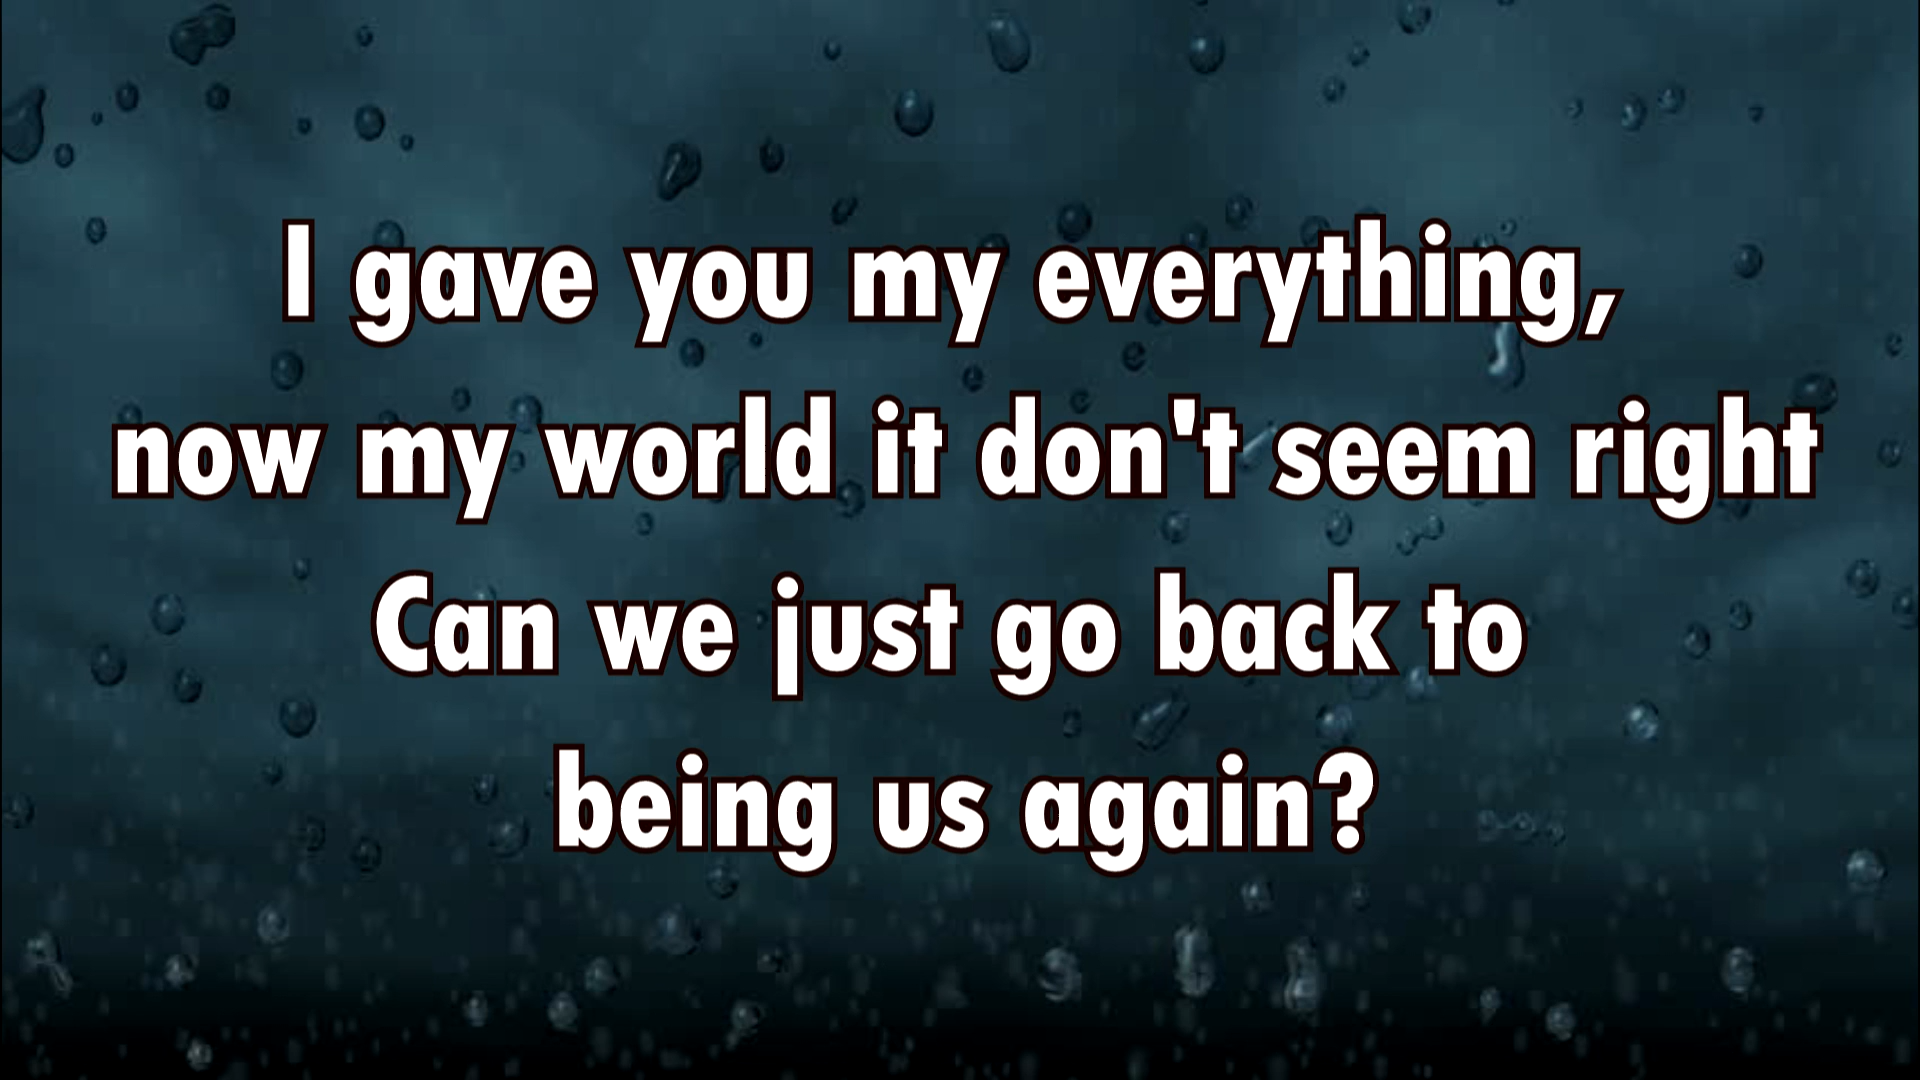 I gave you my everything,
now my world it don't seem right
Can we just go back to
being us again?